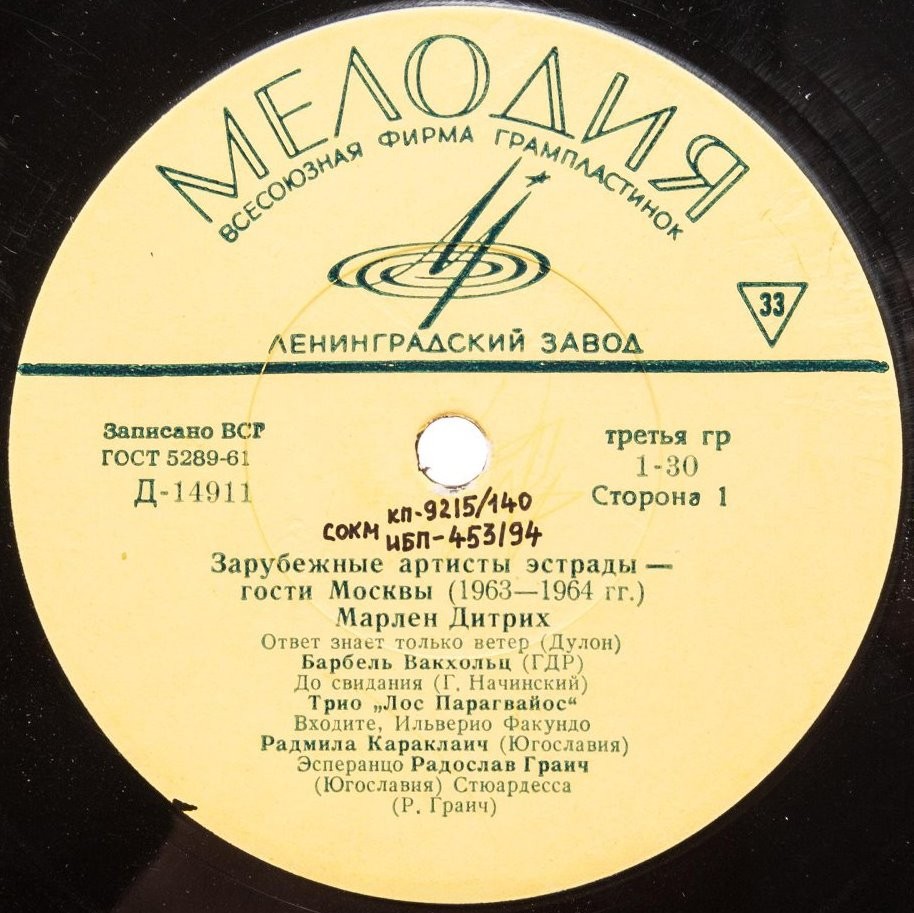 МЕЛОДИЯ
ВСЕСОЮЗНАЯ ФИРМА ГРАМПЛАСТИНОК
33
ЛЕНИНГРАДСКИЙ ЗАВОД
Записано ВСГ
ГОСТ 5289-61
Д-14911
третья гр
1-30
Сторона 1
СОКМ КП-9215/140
ИБП-453/94
Зарубежные артисты эстрады —
гости Москвы (1963—1964 гг.)
Марлен Дитрих
Ответ знает только ветер (Дулон)
Барбель Вакхольц (ГДР)
До свидания (Г. Начинский)
Трио „Лос Парагвайос“
Входите, Ильверио Факундо
Радмила Караклаич (Югославия)
Эсперанцо Радослав Граич
(Югославия) Стюардесса
(Р. Граич)